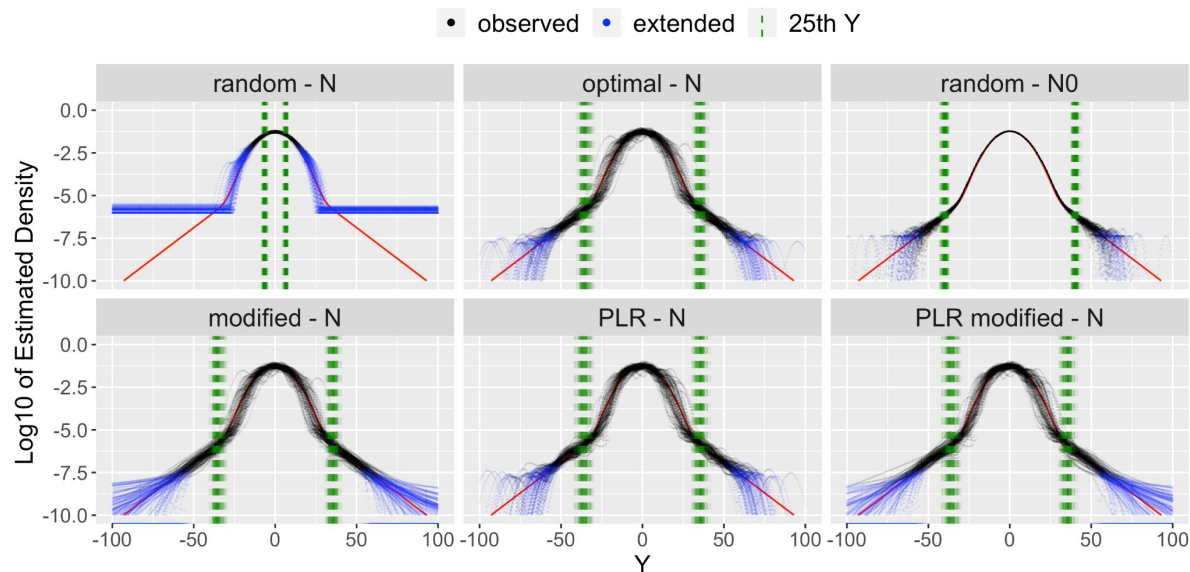 observed extended 25th Y
random - N optimal - N random - N0
0.0
-2.5
-5.0
-7.5
-10.0
modified - N PLR - N PLR modified - N
0.0
-2.5
-5.0
-7.5
-10.0
-100 -50 0 50 100 -100 -50 0 50 100 -100 -50 0 50 100
Y
Log10 of Estimated Density